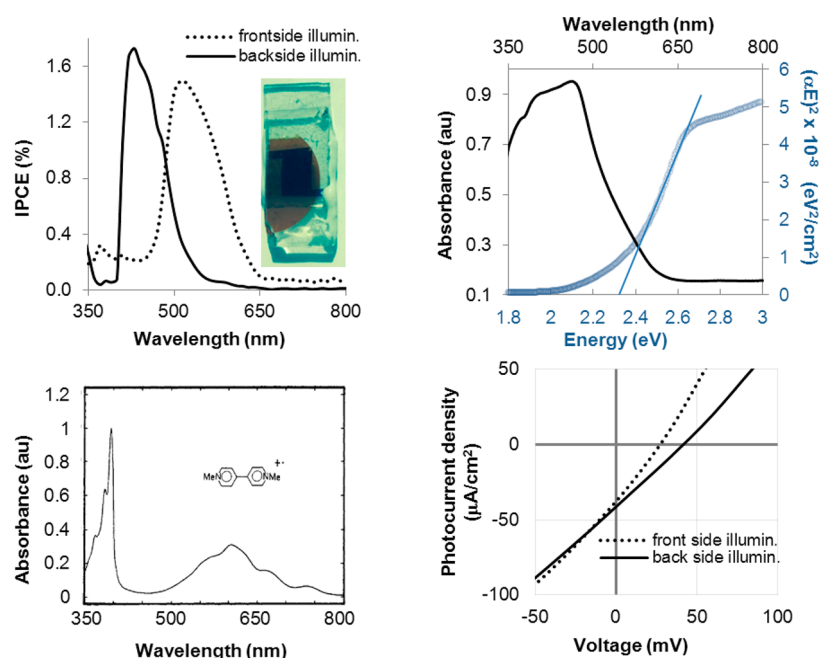 frontside illumin.
backside illumin.
1.6
1.2
0.8
0.4
0.0
IPCE (%)
350 500 650 800
Wavelength (nm)
Wavelength (nm)
350 500 650 800
0.9
0.7
0.5
0.3
0.1
Absorbance (au)
6
5
4
3
2
1
0
(αE)² x 10⁻⁸ (eV²/cm²)
1.8 2 2.2 2.4 2.6 2.8 3
Energy (eV)
1.2
1
0.8
0.6
0.4
0.2
0
Absorbance (au)
+·
MeN NMe
350 500 650 800
Wavelength (nm)
50
0
-50
-100
Photocurrent density
(µA/cm²)
front side illumin.
back side illumin.
-50 0 50 100
Voltage (mV)